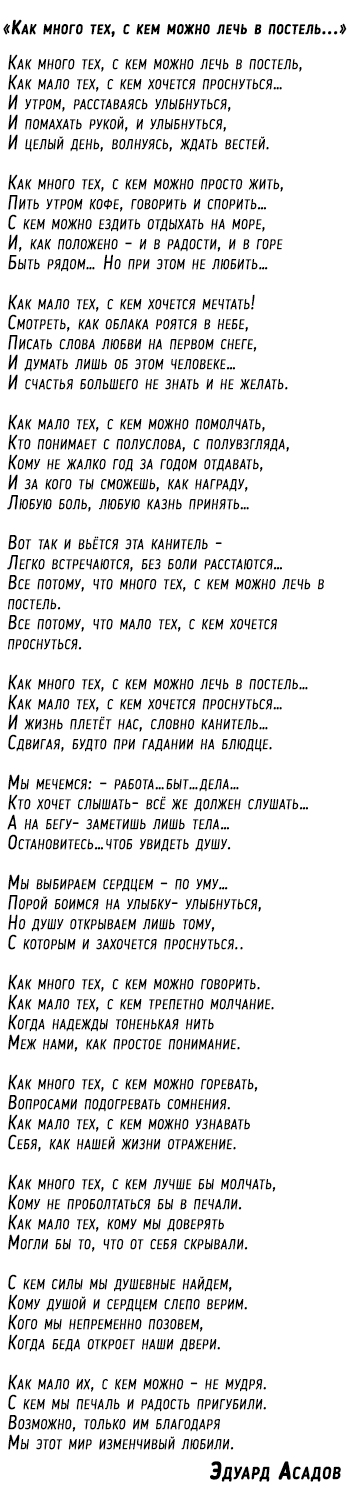 «Как много тех, с кем можно лечь в постель...»
Как много тех, с кем можно лечь в постель,
Как мало тех, с кем хочется проснуться…
И утром, расставаясь улыбнуться,
И помахать рукой, и улыбнуться,
И целый день, волнуясь, ждать вестей.
Как много тех, с кем можно просто жить,
Пить утром кофе, говорить и спорить…
С кем можно ездить отдыхать на море,
И, как положено – и в радости, и в горе
Быть рядом… Но при этом не любить…
Как мало тех, с кем хочется мечтать!
Смотреть, как облака роятся в небе,
Писать слова любви на первом снеге,
И думать лишь об этом человеке…
И счастья большего не знать и не желать.
Как мало тех, с кем можно помолчать,
Кто понимает с полуслова, с полувзгляда,
Кому не жалко год за годом отдавать,
И за кого ты сможешь, как награду,
Любую боль, любую казнь принять…
Вот так и вьётся эта канитель –
Легко встречаются, без боли расстаются…
Все потому, что много тех, с кем можно лечь в
постель.
Все потому, что мало тех, с кем хочется
проснуться.
Как много тех, с кем можно лечь в постель…
Как мало тех, с кем хочется проснуться…
И жизнь плетёт нас, словно канитель…
Сдвигая, будто при гадании на блюдце.
Мы мечемся: – работа…быт…дела…
Кто хочет слышать- всё же должен слушать…
А на бегу- заметишь лишь тела…
Остановитесь…чтоб увидеть душу.
Мы выбираем сердцем – по уму…
Порой боимся на улыбку- улыбнуться,
Но душу открываем лишь тому,
С которым и захочется проснуться..
Как много тех, с кем можно говорить.
Как мало тех, с кем трепетно молчание.
Когда надежды тоненькая нить
Меж нами, как простое понимание.
Как много тех, с кем можно горевать,
Вопросами подогревать сомнения.
Как мало тех, с кем можно узнавать
Себя, как нашей жизни отражение.
Как много тех, с кем лучше бы молчать,
Кому не проболтаться бы в печали.
Как мало тех, кому мы доверять
Могли бы то, что от себя скрывали.
С кем силы мы душевные найдем,
Кому душой и сердцем слепо верим.
Кого мы непременно позовем,
Когда беда откроет наши двери.
Как мало их, с кем можно – не мудря.
С кем мы печаль и радость пригубили.
Возможно, только им благодаря
Мы этот мир изменчивый любили.
Эдуард Асадов